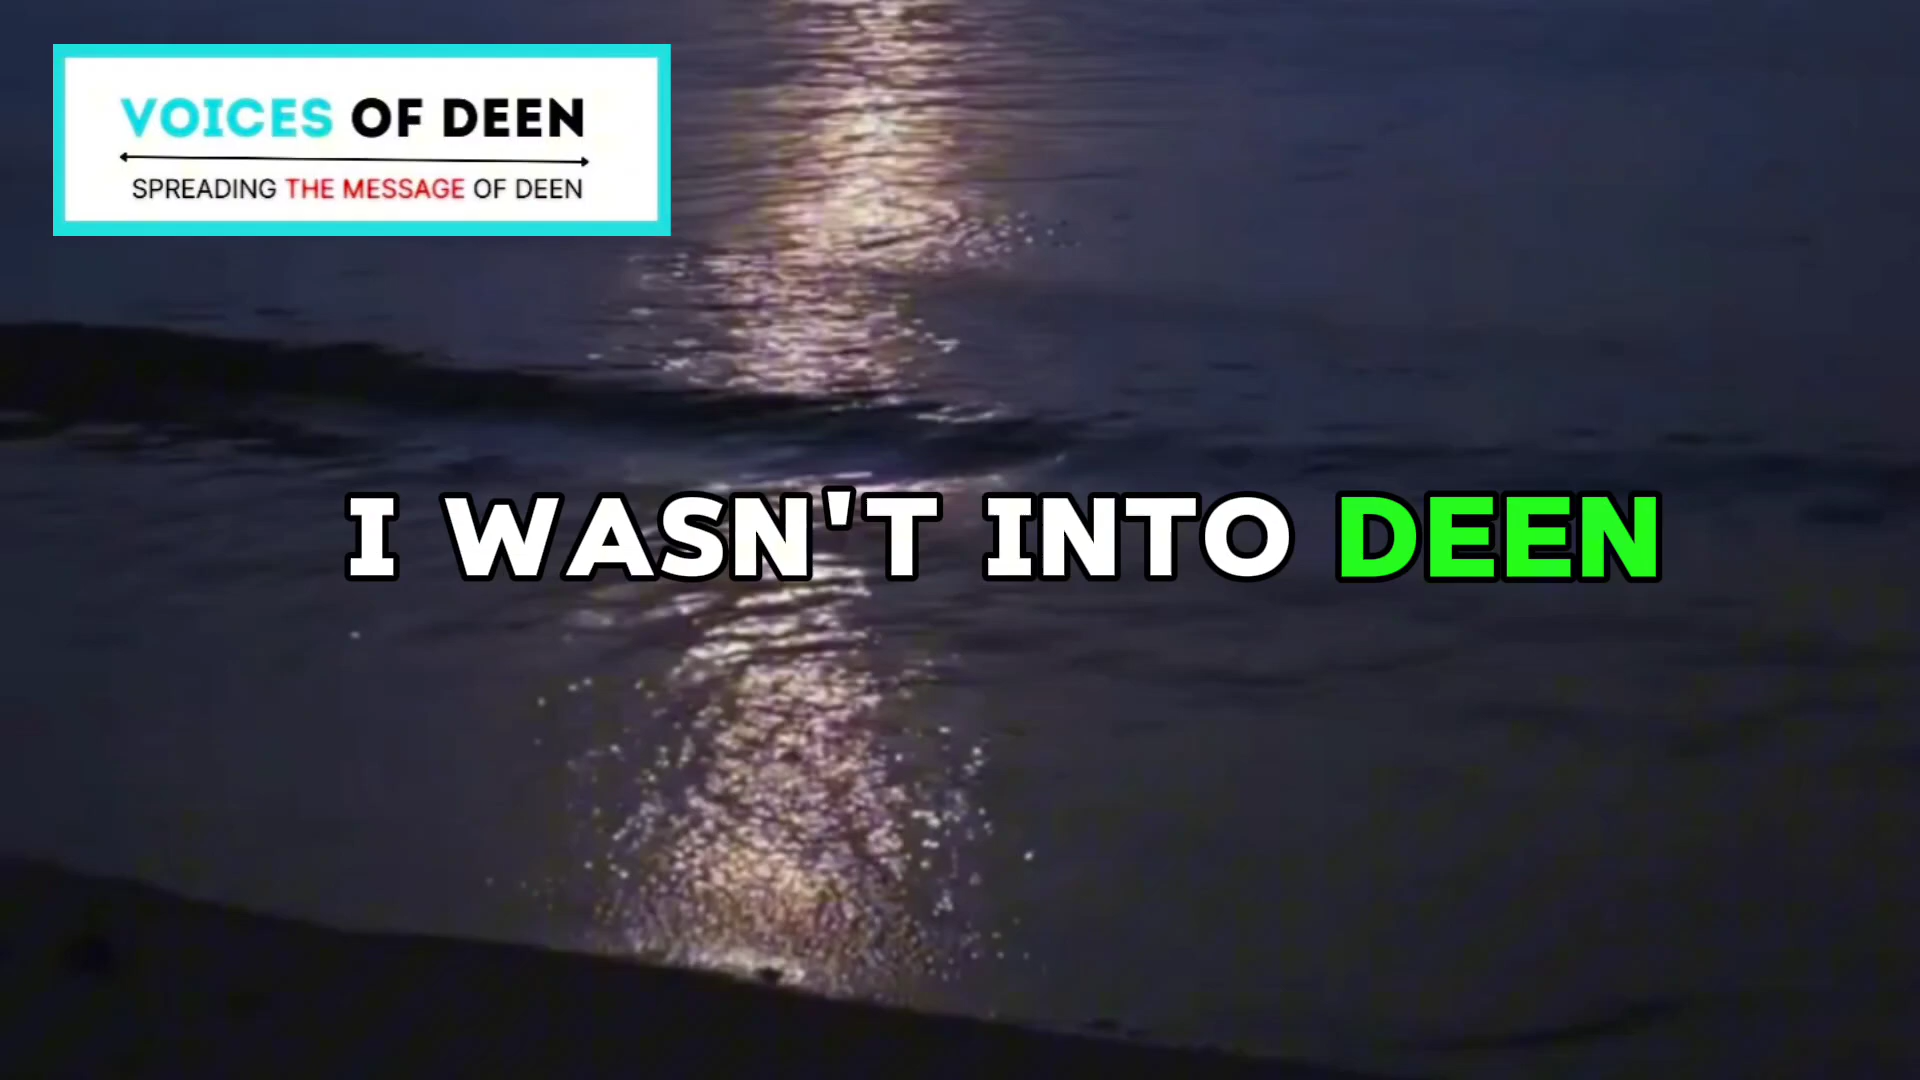 VOICES OF DEEN
SPREADING THE MESSAGE OF DEEN
I WASN'T INTO DEEN